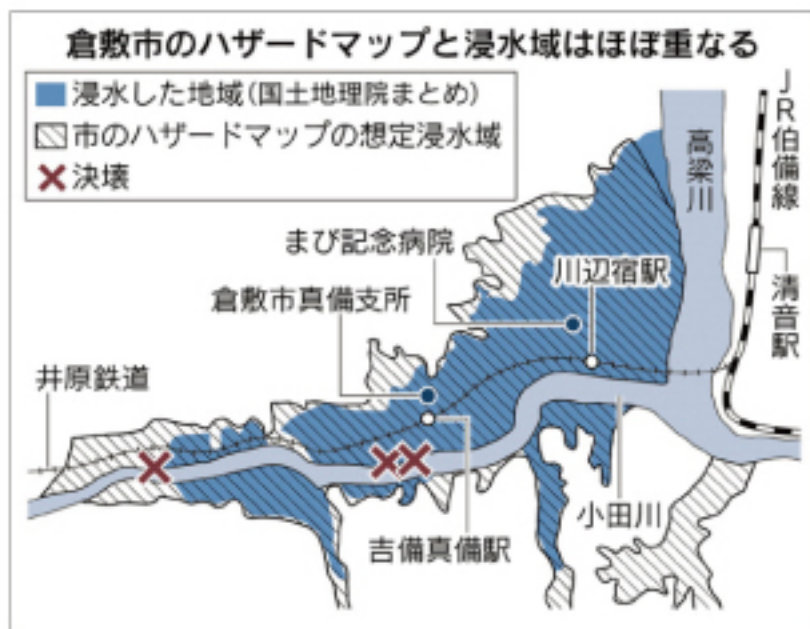 倉敷市のハザードマップと浸水域はほぼ重なる
浸水した地域(国土地理院まとめ)
市のハザードマップの想定浸水域
決壊
JR伯備線
高梁川
まび記念病院
川辺宿駅
倉敷市真備支所
清音駅
井原鉄道
小田川
吉備真備駅